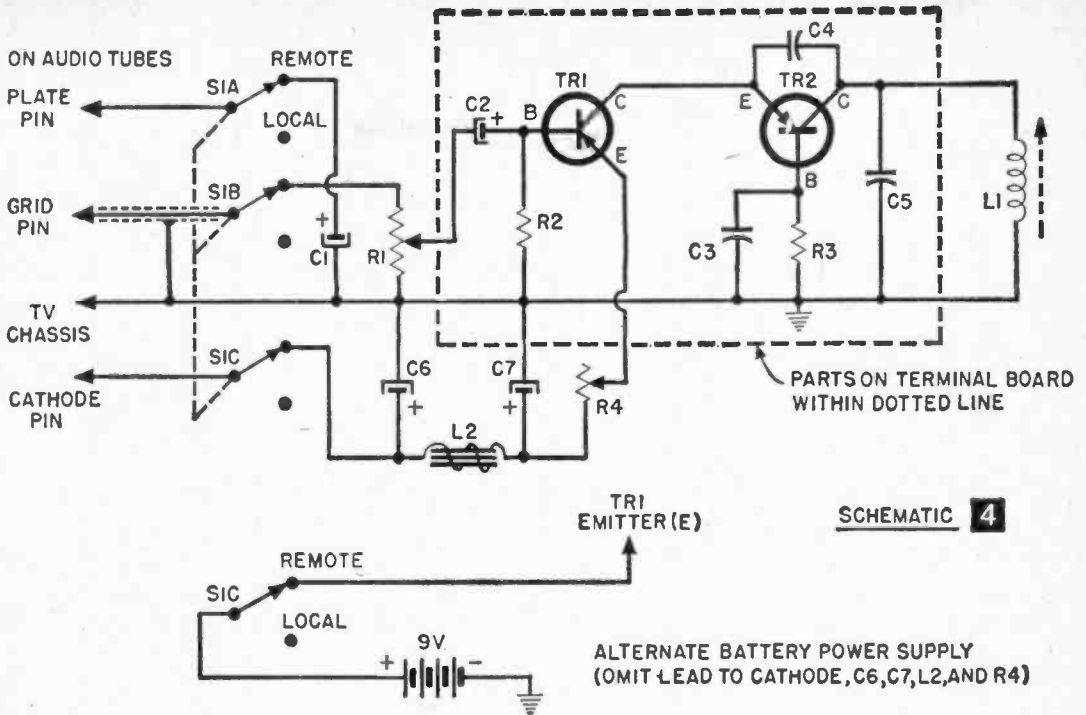 ON AUDIO TUBES
REMOTE
PLATE
PIN
S1A
LOCAL
GRID
PIN
S1B
+
C1
R1
C2
+
B
TR1
C
E
R2
C4
E
TR2
C
B
C3
R3
C5
L1
TV
CHASSIS
S1C
CATHODE
PIN
C6
+
C7
+
L2
R4
PARTS ON TERMINAL BOARD
WITHIN DOTTED LINE
SCHEMATIC 4
TR1
EMITTER (E)
REMOTE
S1C
LOCAL
9V
+ -
ALTERNATE BATTERY POWER SUPPLY
(OMIT LEAD TO CATHODE, C6, C7, L2, AND R4)